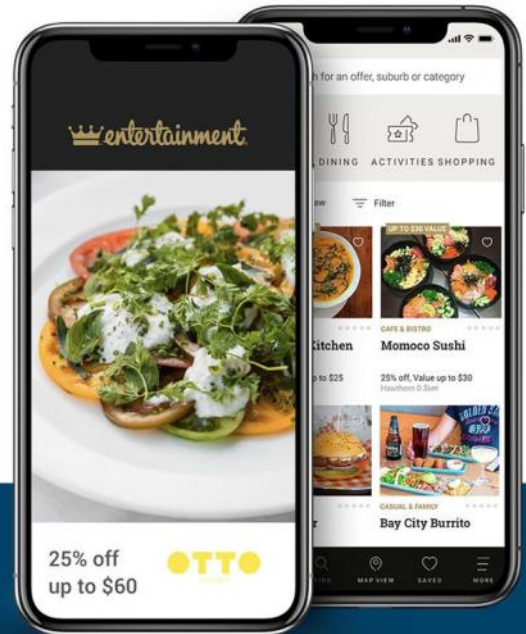 entertainment
25% off
up to $60
OTTO
h for an offer, suburb or category
DINING
ACTIVITIES
SHOPPING
ew
Filter
UP TO $30 VALUE
CAFE & BISTRO
Kitchen
Momoco Sushi
p to $25
25% off, Value up to $30
Hawthorn 0.5km
CASUAL & FAMILY
r
Bay City Burrito
MAP VIEW
SAVED
MORE